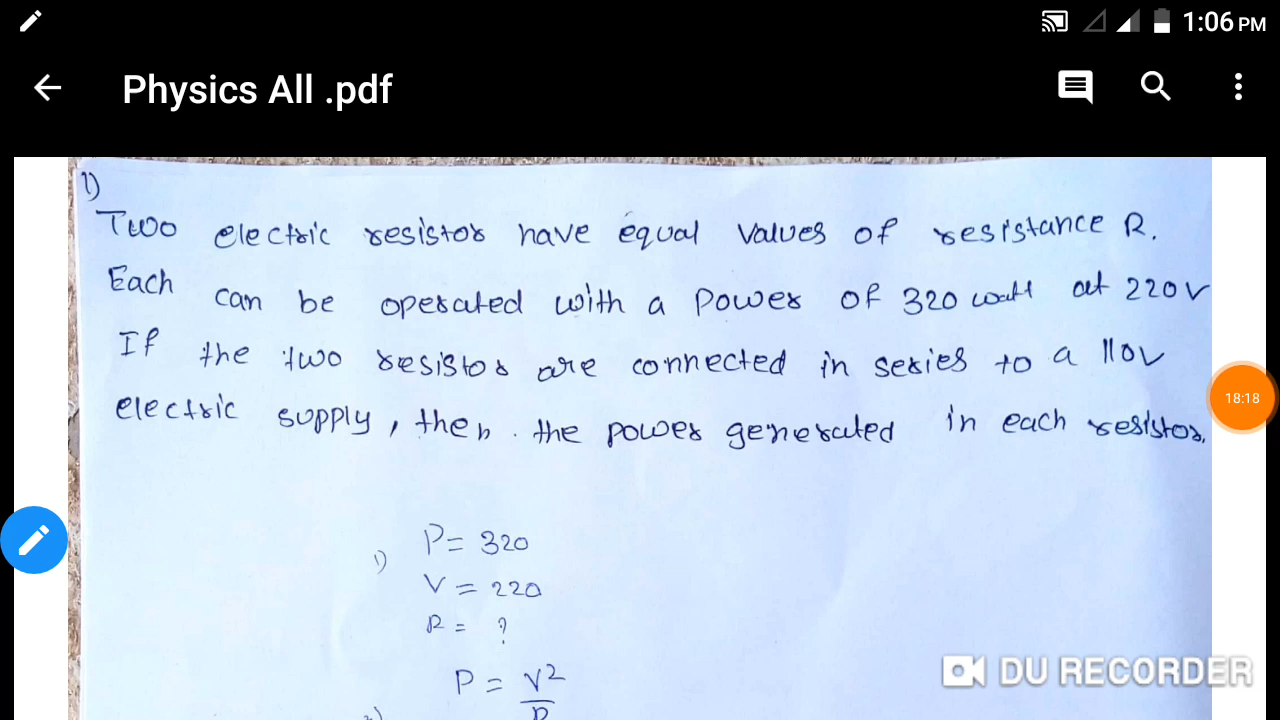 1:06 PM
Physics All .pdf
1)
Two electric resistor have equal values of resistance R.
Each can be operated with a power of 320 watt at 220 V
If the two resistor are connected in series to a 110V
electric supply, then . the power generated in each resistor.
18:18
1) P = 320
V = 220
R = ?
P = V²
R
2)
DU RECORDER